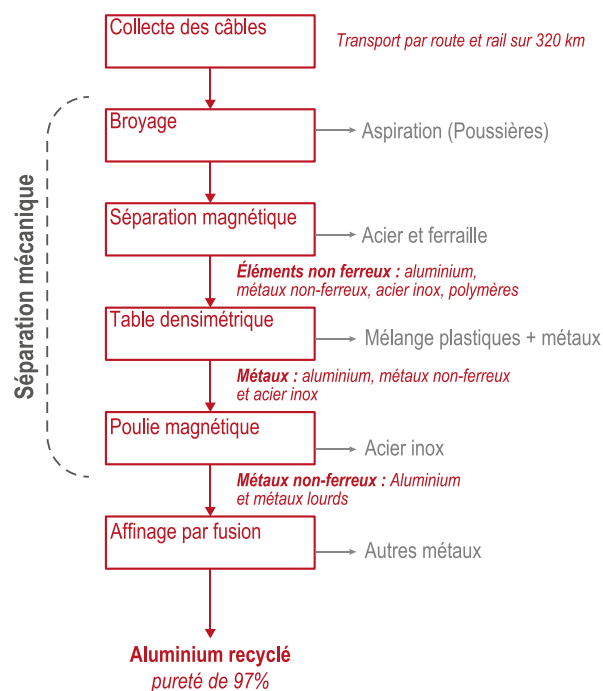 Collecte des câbles
Transport par route et rail sur 320 km
Séparation mécanique
Broyage
Aspiration (Poussières)
Séparation magnétique
Acier et ferraille
Éléments non ferreux : aluminium,
métaux non-ferreux, acier inox, polymères
Table densimétrique
Mélange plastiques + métaux
Métaux : aluminium, métaux non-ferreux
et acier inox
Poulie magnétique
Acier inox
Métaux non-ferreux : Aluminium
et métaux lourds
Affinage par fusion
Autres métaux
Aluminium recyclé
pureté de 97%